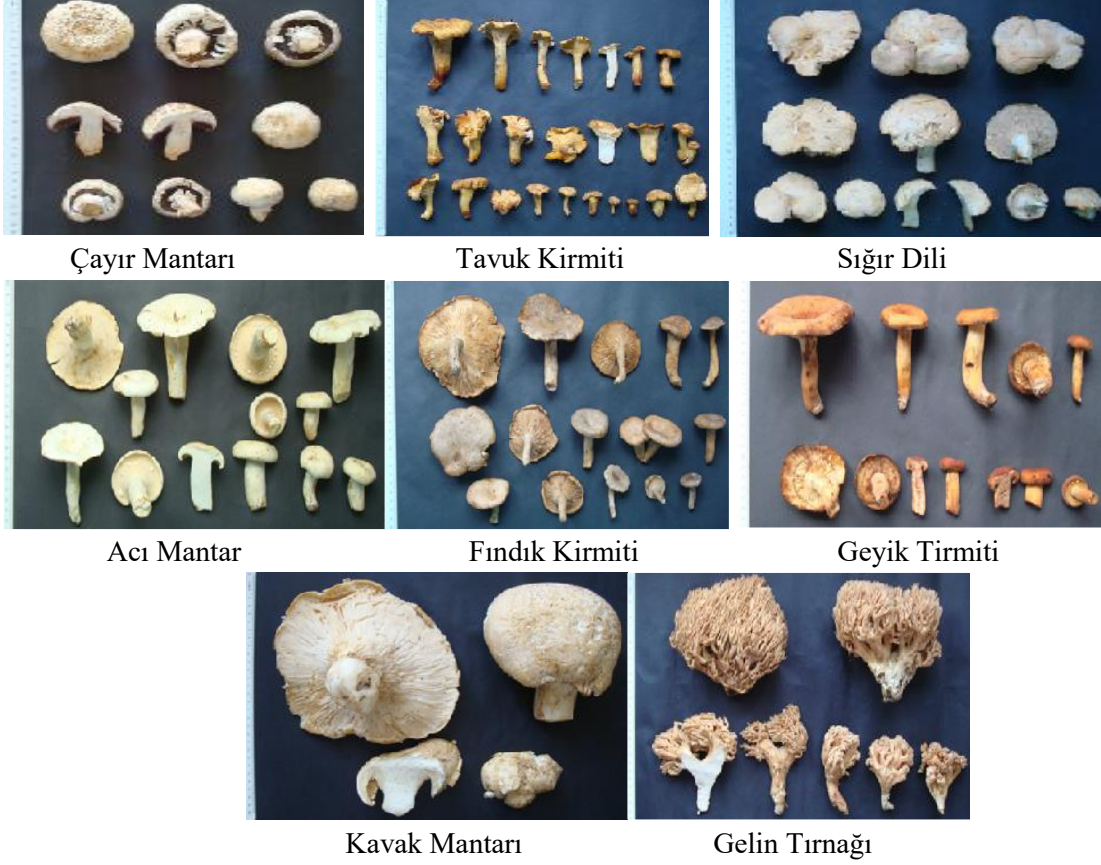 Çayır Mantarı
Tavuk Kirmiti
Sığır Dili
Acı Mantar
Fındık Kirmiti
Geyik Tirmiti
Kavak Mantarı
Gelin Tırnağı